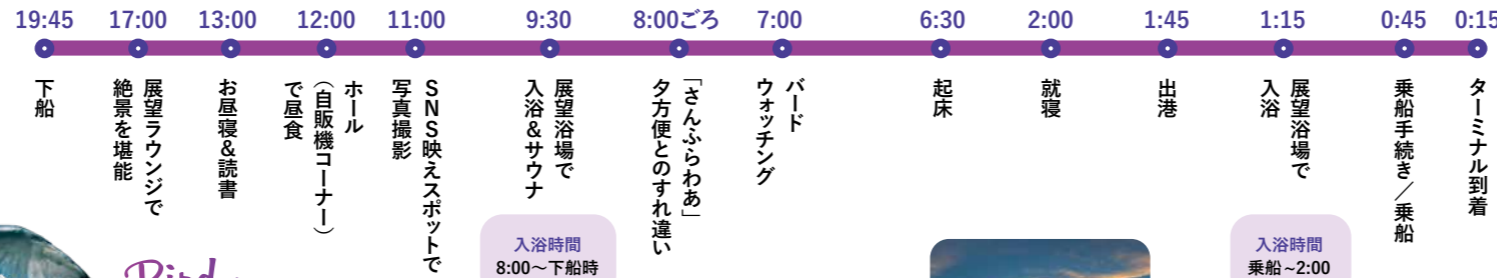 0:15
ターミナル到着
0:45
乗船手続き／乗船
1:15
展望浴場で
入浴
入浴時間
乗船~2:00
1:45
出港
2:00
就寝
6:30
起床
7:00
バード
ウォッチング
8:00ごろ
「さんふらわあ」
夕方便とのすれ違い
9:30
展望浴場で
入浴&サウナ
入浴時間
8:00〜下船時
11:00
SNS映えスポットで
写真撮影
12:00
ホール
（自販機コーナー）
で昼食
13:00
お昼寝&読書
17:00
展望ラウンジで
絶景を堪能
19:45
下船
Bird